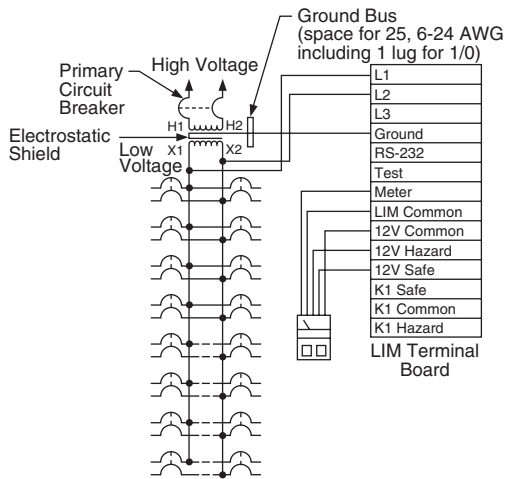 Ground Bus
(space for 25, 6-24 AWG
including 1 lug for 1/0)
Primary
Circuit
Breaker
High Voltage
H1
H2
Electrostatic
Shield
Low
Voltage
X1
X2
L1
L2
L3
Ground
RS-232
Test
Meter
LIM Common
12V Common
12V Hazard
12V Safe
K1 Safe
K1 Common
K1 Hazard
LIM Terminal
Board